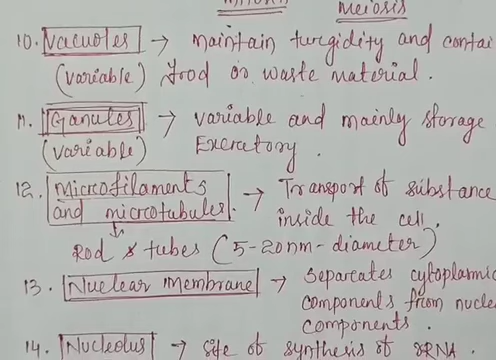 Meiosis
10. Vacuoles → maintain turgidity and contai
(variable) food or waste material.
11. Granules → variable and mainly storage
(variable) Excretory.
12. Microfilaments → Transport of substance
and microtubules. inside the cell.
Rod & tubes (5-20nm-diameter)
13. Nuclear Membrane → Separates cytoplasmic
components from nucle
components.
14. Nucleolus → site of synthesis of rRNA.